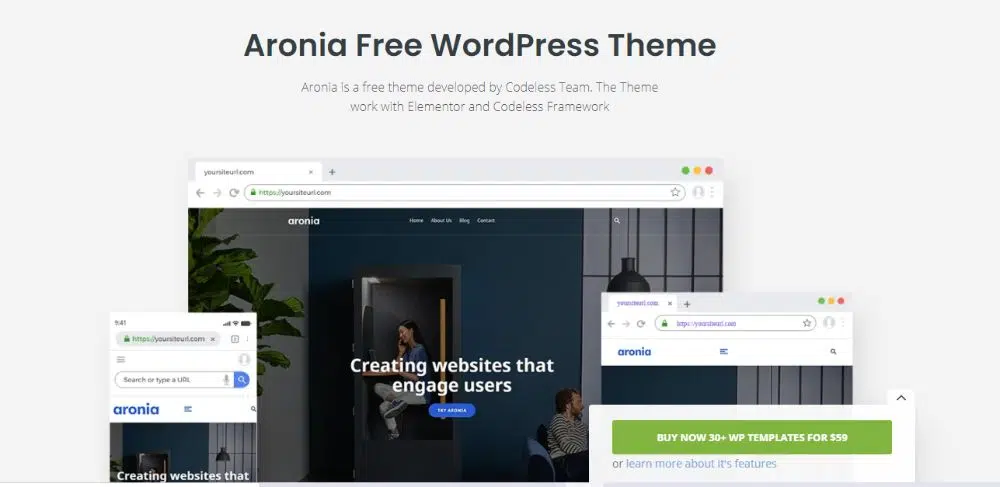 Aronia Free WordPress Theme
Aronia is a free theme developed by Codeless Team. The Theme
work with Elementor and Codeless Framework
yoursiteurl.com
https://yoursiteurl.com
aronia
Home About Us Blog Contact
Creating websites that
engage users
TRY ARONIA
9:41
https://yoursiteurl.com
Search or type a URL
aronia
Creating websites that
yoursiteurl.com
https://yoursiteurl.com
aronia
BUY NOW 30+ WP TEMPLATES FOR $59
or learn more about it's features